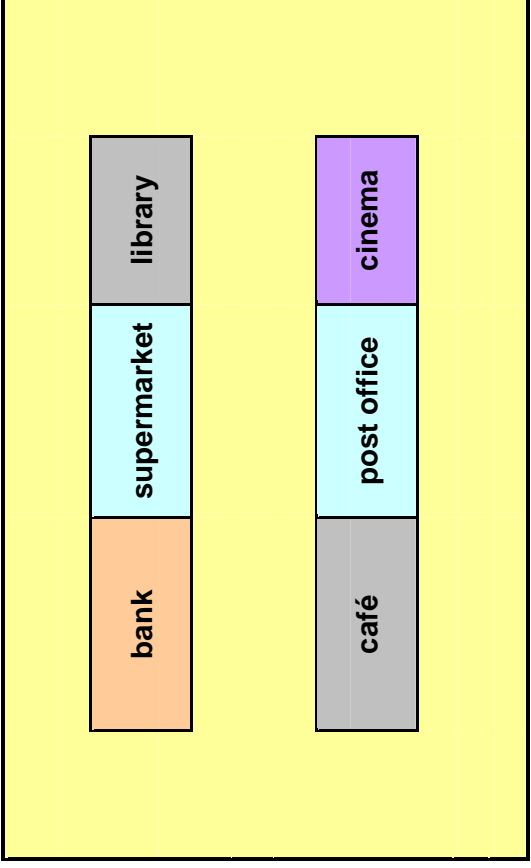 library
cinema
supermarket
post office
bank
café